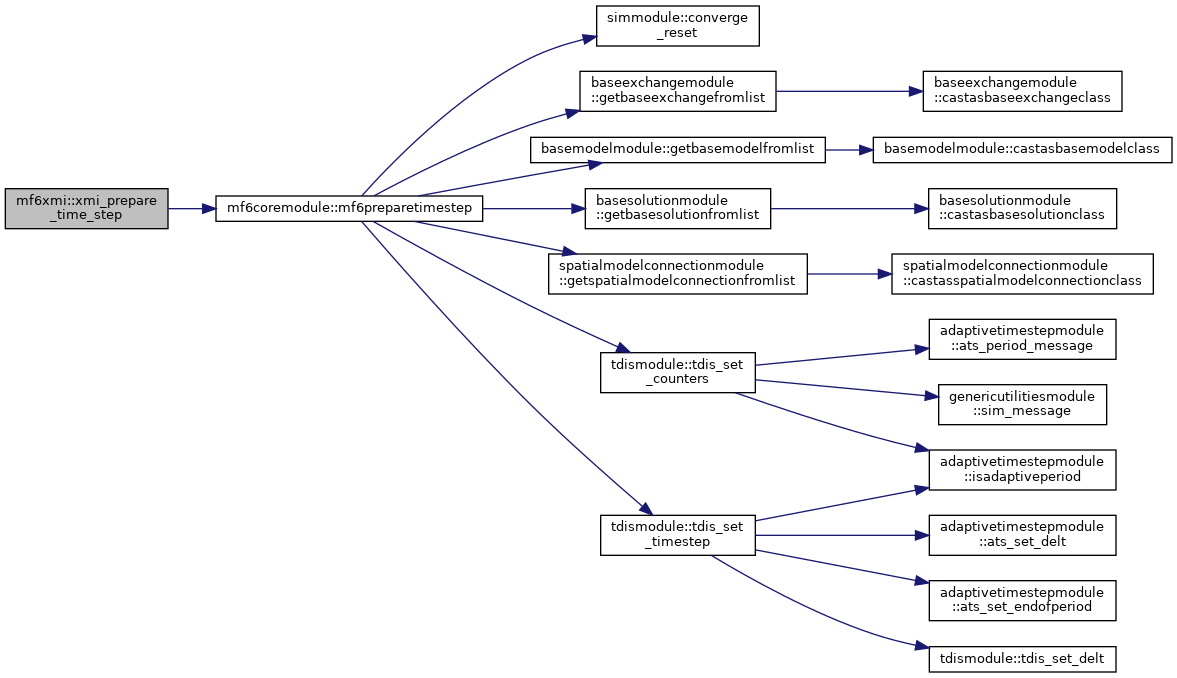 simmodule::converge
_reset
baseexchangemodule
::getbaseexchangefromlist
baseexchangemodule
::castasbaseexchangeclass
basemodelmodule::getbasemodelfromlist
basemodelmodule::castasbasemodelclass
mf6xmi::xmi_prepare
_time_step
mf6coremodule::mf6preparetimestep
basesolutionmodule
::getbasesolutionfromlist
basesolutionmodule
::castasbasesolutionclass
spatialmodelconnectionmodule
::getspatialmodelconnectionfromlist
spatialmodelconnectionmodule
::castasspatialmodelconnectionclass
tdismodule::tdis_set
_counters
adaptivetimestepmodule
::ats_period_message
genericutilitiesmodule
::sim_message
adaptivetimestepmodule
::isadaptiveperiod
tdismodule::tdis_set
_timestep
adaptivetimestepmodule
::ats_set_delt
adaptivetimestepmodule
::ats_set_endofperiod
tdismodule::tdis_set_delt